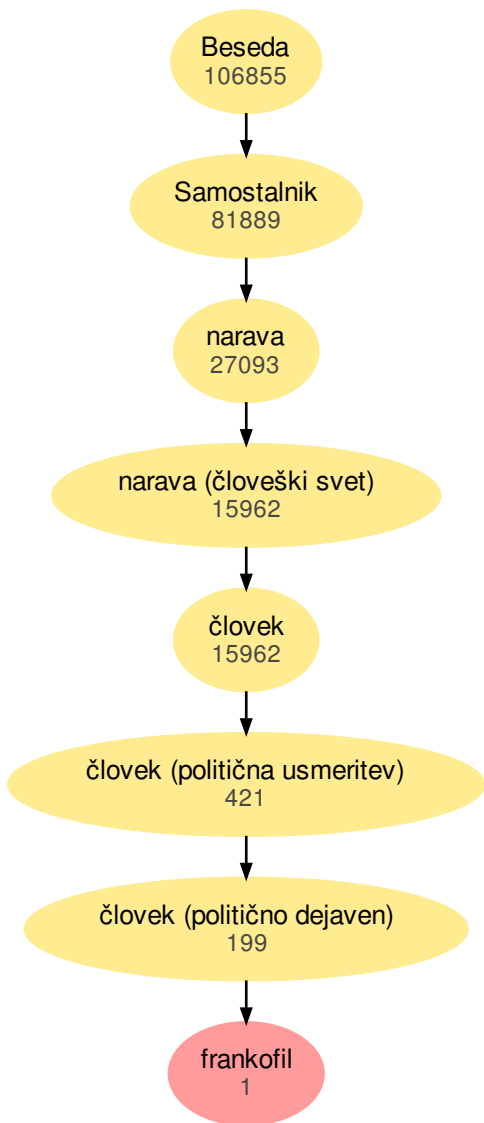 Beseda
106855
Samostalnik
81889
narava
27093
narava (človeški svet)
15962
človek
15962
človek (politična usmeritev)
421
človek (politično dejaven)
199
frankofil
1